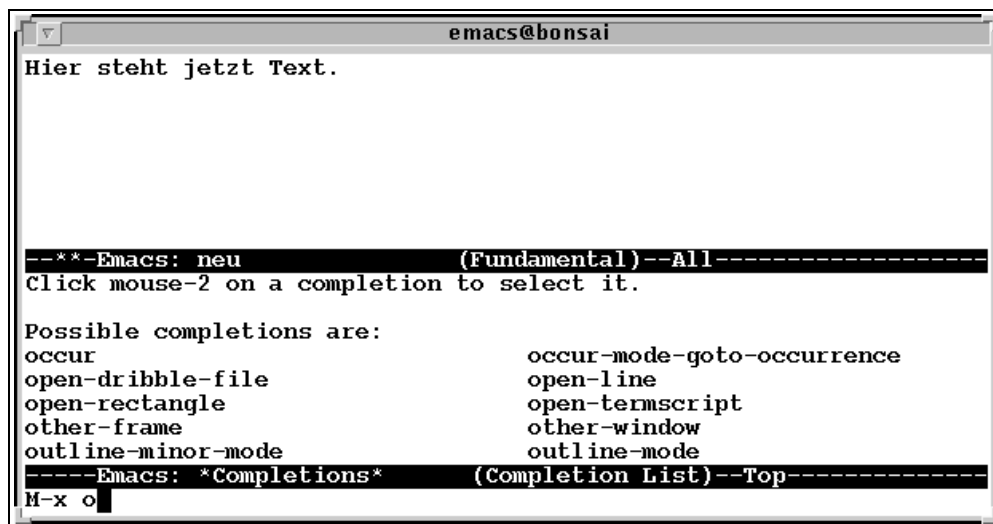 emacs@bonsai
Hier steht jetzt Text.
--**-Emacs: neu (Fundamental)--All-------------------
Click mouse-2 on a completion to select it.
Possible completions are:
occur occur-mode-goto-occurrence
open-dribble-file open-line
open-rectangle open-termscript
other-frame other-window
outline-minor-mode outline-mode
-----Emacs: *Completions* (Completion List)--Top--------------
M-x o